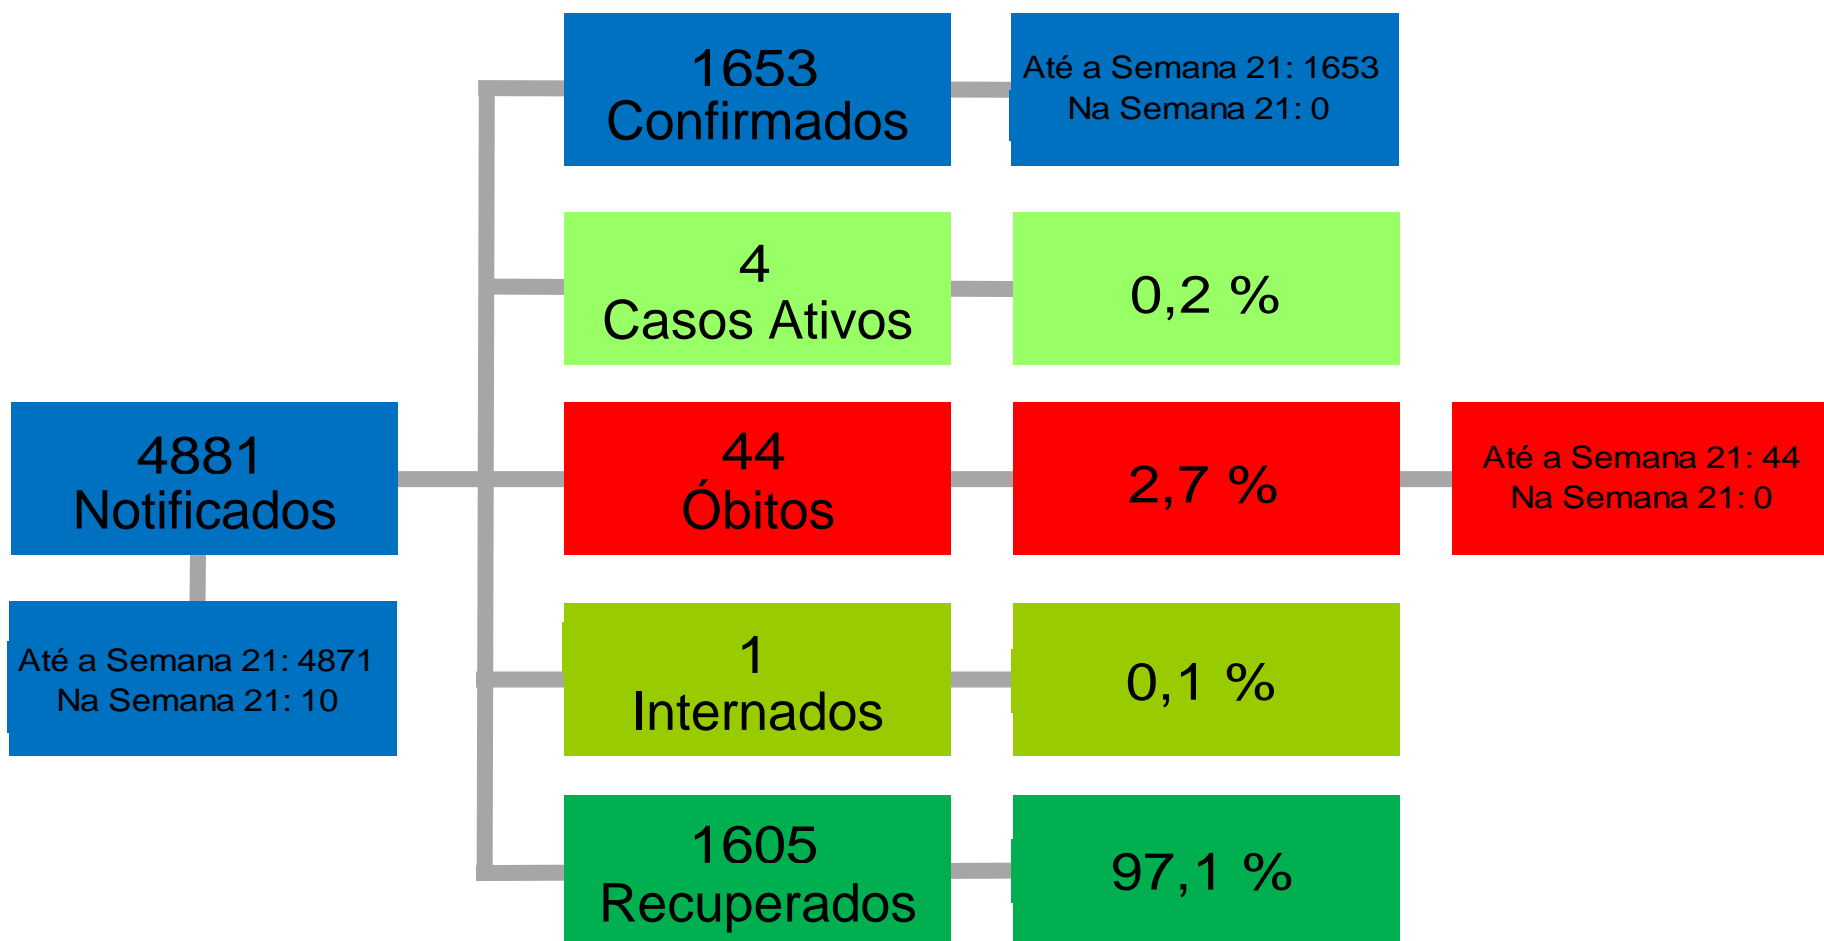 1653
Confirmados
Até a Semana 21: 1653
Na Semana 21: 0
4
Casos Ativos
0,2 %
4881
Notificados
44
Óbitos
2,7 %
Até a Semana 21: 44
Na Semana 21: 0
Até a Semana 21: 4871
Na Semana 21: 10
1
Internados
0,1 %
1605
Recuperados
97,1 %